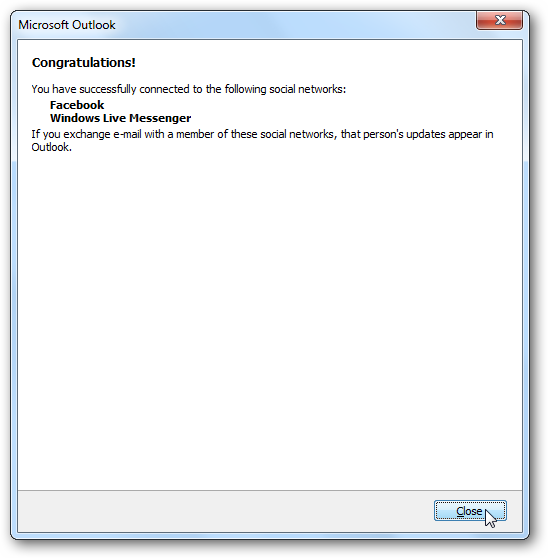 Microsoft Outlook
Congratulations!
You have successfully connected to the following social networks:
Facebook
Windows Live Messenger
If you exchange e-mail with a member of these social networks, that person's updates appear in
Outlook.
Close